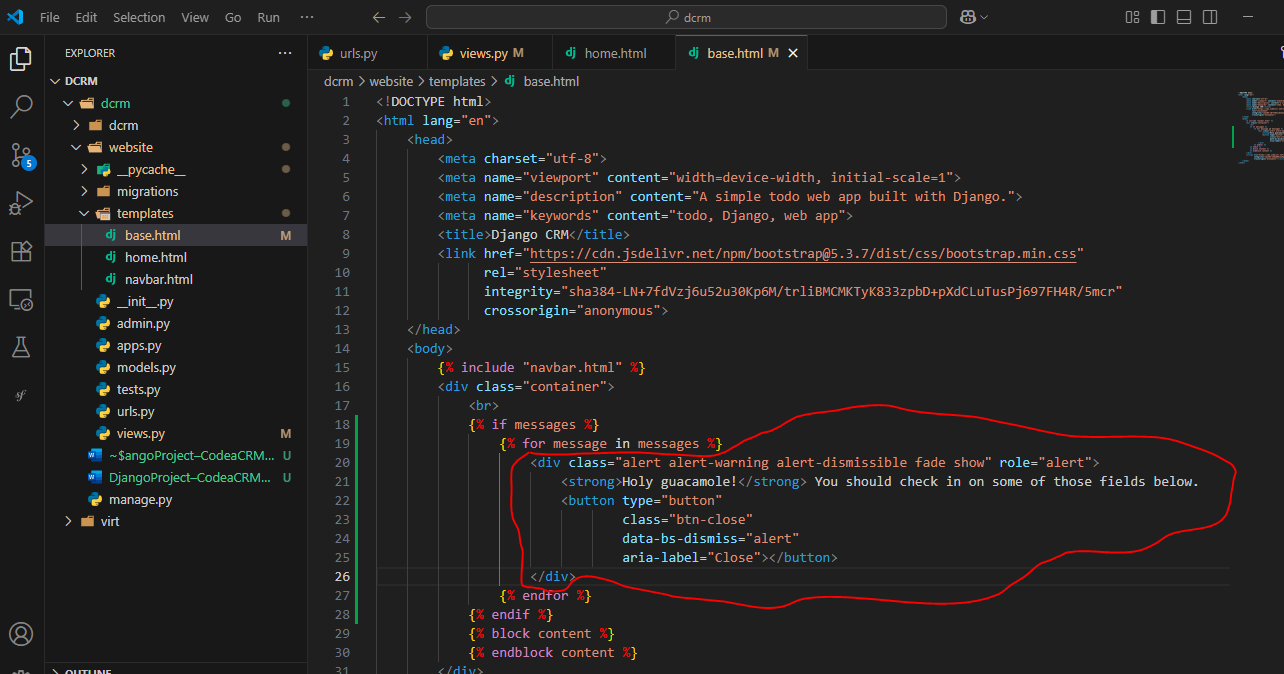 File Edit Selection View Go Run ··· dcrm
EXPLORER ···
DCRM
dcrm
dcrm
website
__pycache__
migrations
templates
base.html M
home.html
navbar.html
__init__.py
admin.py
apps.py
models.py
tests.py
urls.py
views.py M
~$angoProject–CodeaCRM... U
DjangoProject–CodeaCRM... U
manage.py
virt
OUTLINE
5
urls.py views.py M home.html base.html M
dcrm > website > templates > base.html
1 <!DOCTYPE html>
2 <html lang="en">
3 <head>
4 <meta charset="utf-8">
5 <meta name="viewport" content="width=device-width, initial-scale=1">
6 <meta name="description" content="A simple todo web app built with Django.">
7 <meta name="keywords" content="todo, Django, web app">
8 <title>Django CRM</title>
9 <link href="https://cdn.jsdelivr.net/npm/bootstrap@5.3.7/dist/css/bootstrap.min.css"
10 rel="stylesheet"
11 integrity="sha384-LN+7fdVzj6u52u30Kp6M/trliBMCMKTyK833zpbD+pXdCLuTusPj697FH4R/5mcr"
12 crossorigin="anonymous">
13 </head>
14 <body>
15 {% include "navbar.html" %}
16 <div class="container">
17 <br>
18 {% if messages %}
19 {% for message in messages %}
20 <div class="alert alert-warning alert-dismissible fade show" role="alert">
21 <strong>Holy guacamole!</strong> You should check in on some of those fields below.
22 <button type="button"
23 class="btn-close"
24 data-bs-dismiss="alert"
25 aria-label="Close"></button>
26 </div>
27 {% endfor %}
28 {% endif %}
29 {% block content %}
30 {% endblock content %}
31 </div>